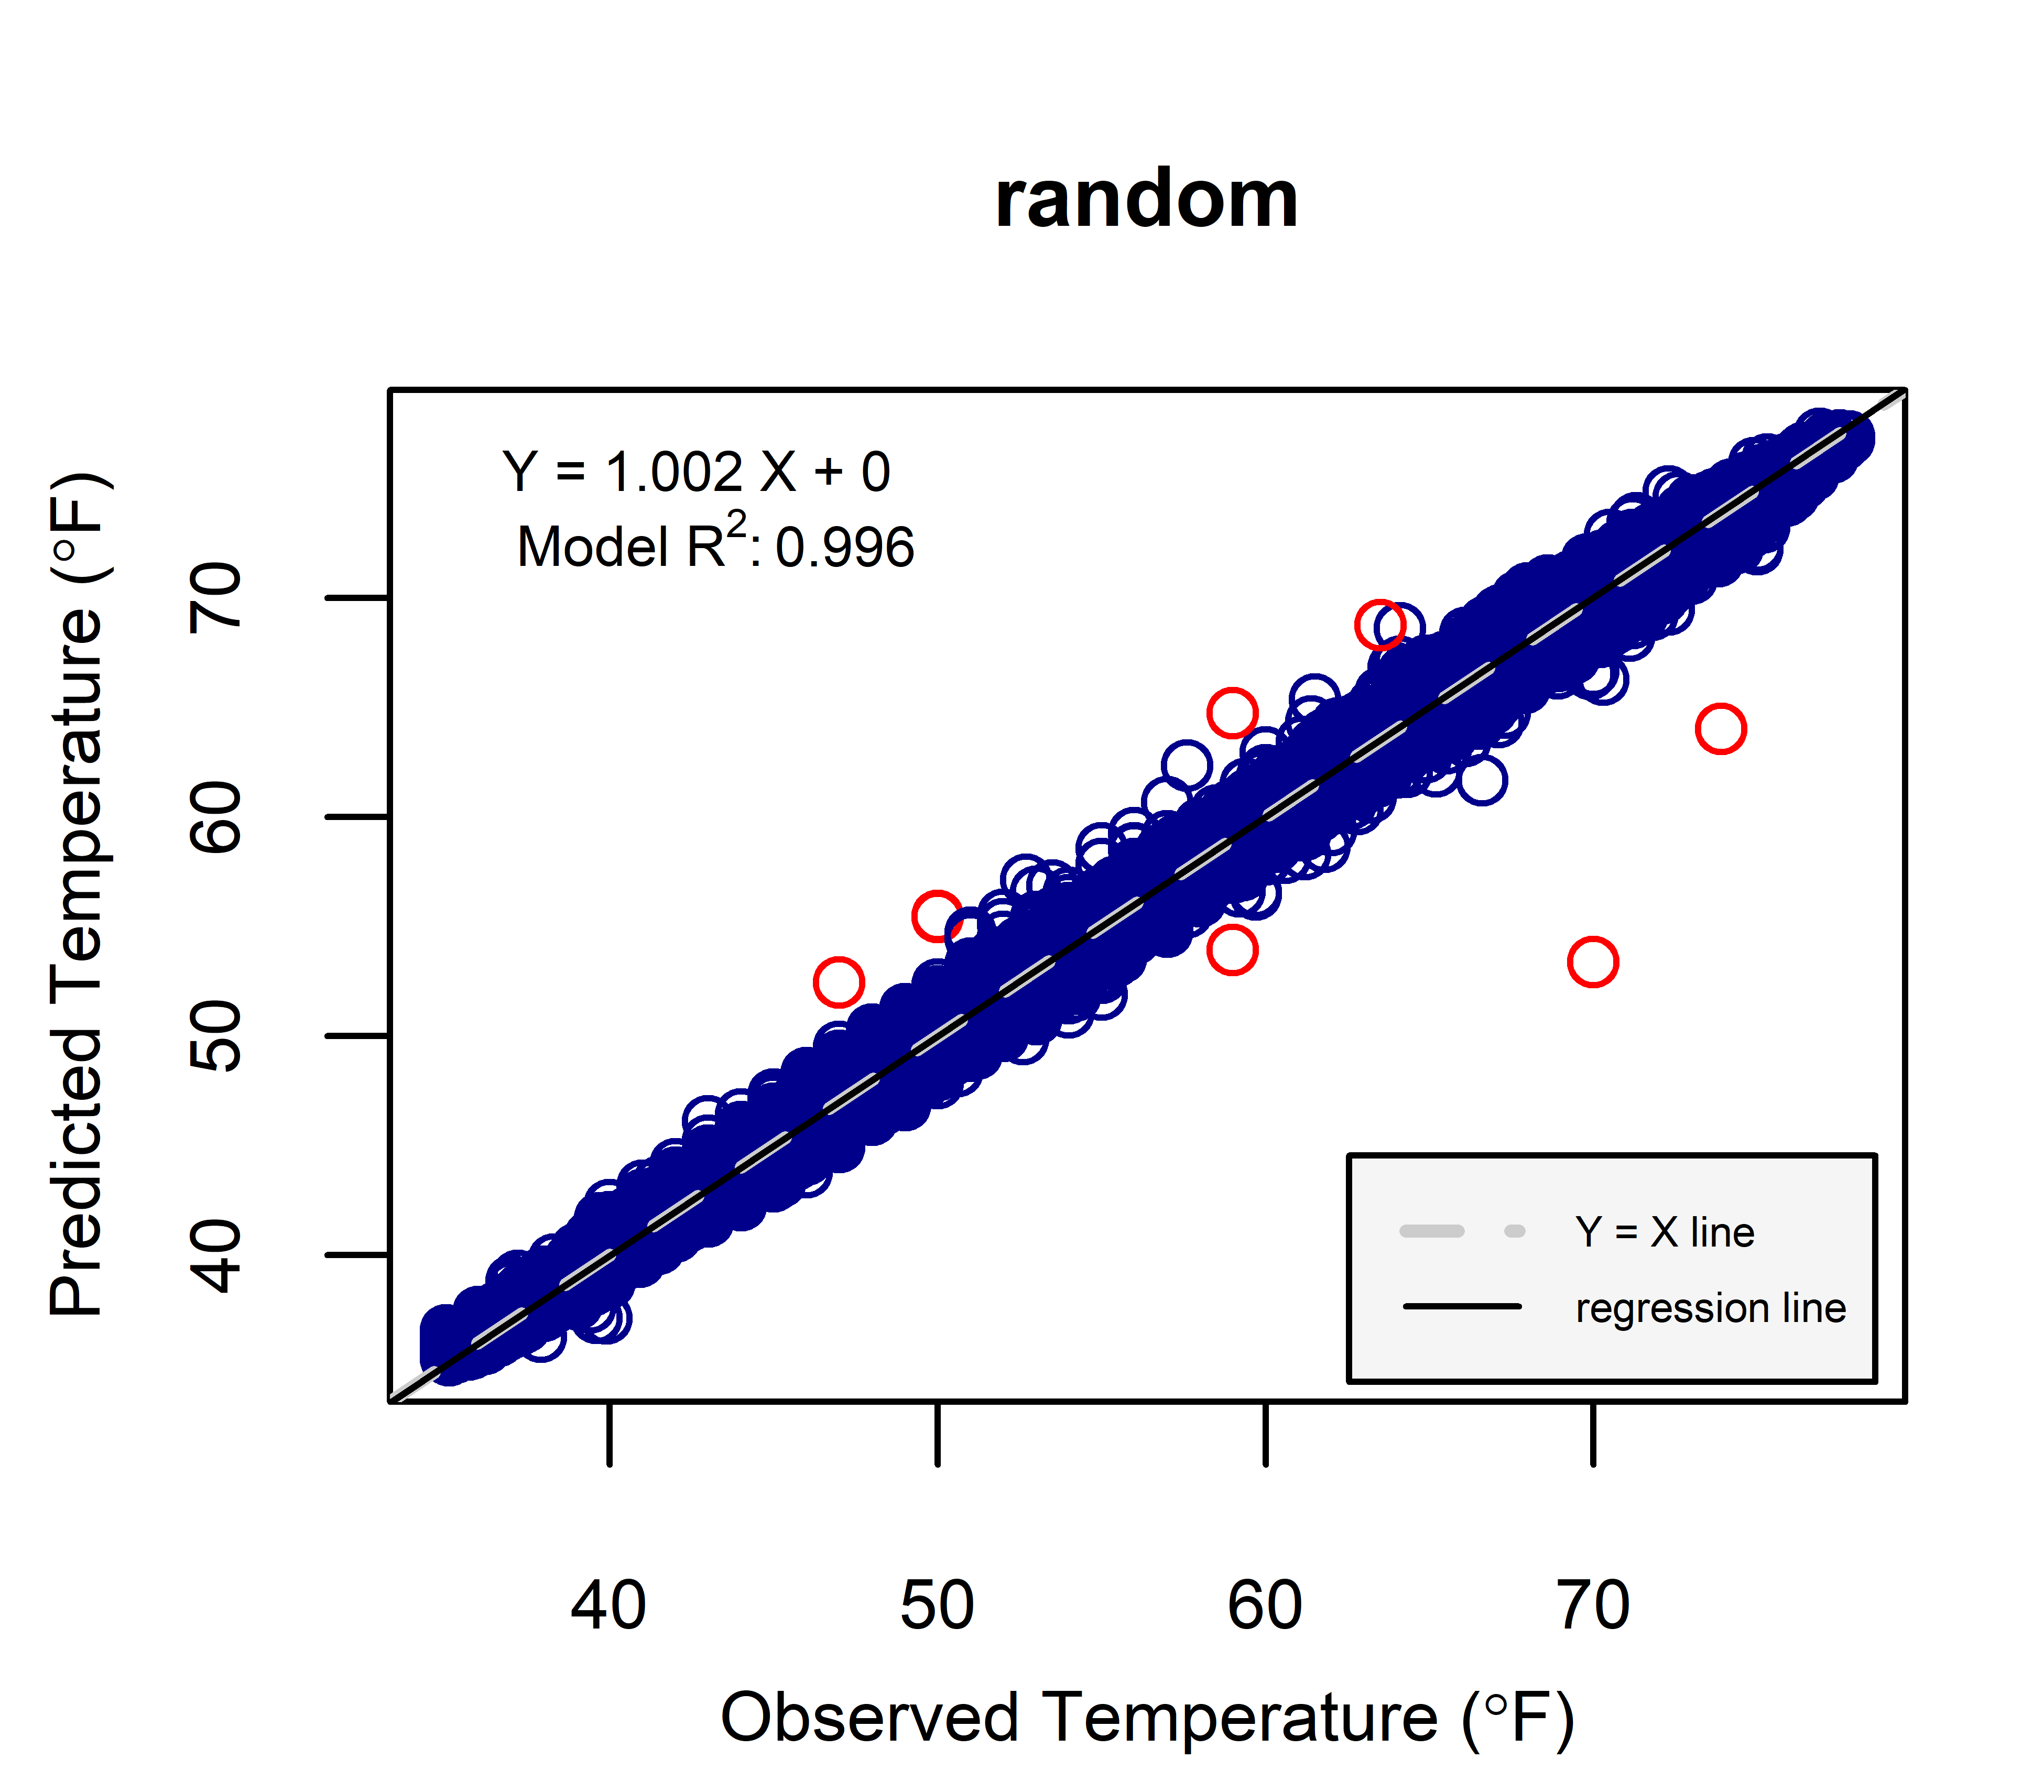 random
Y = 1.002 X + 0
Model R²: 0.996
Predicted Temperature (°F)
70
60
50
40
Y = X line
regression line
40 50 60 70
Observed Temperature (°F)